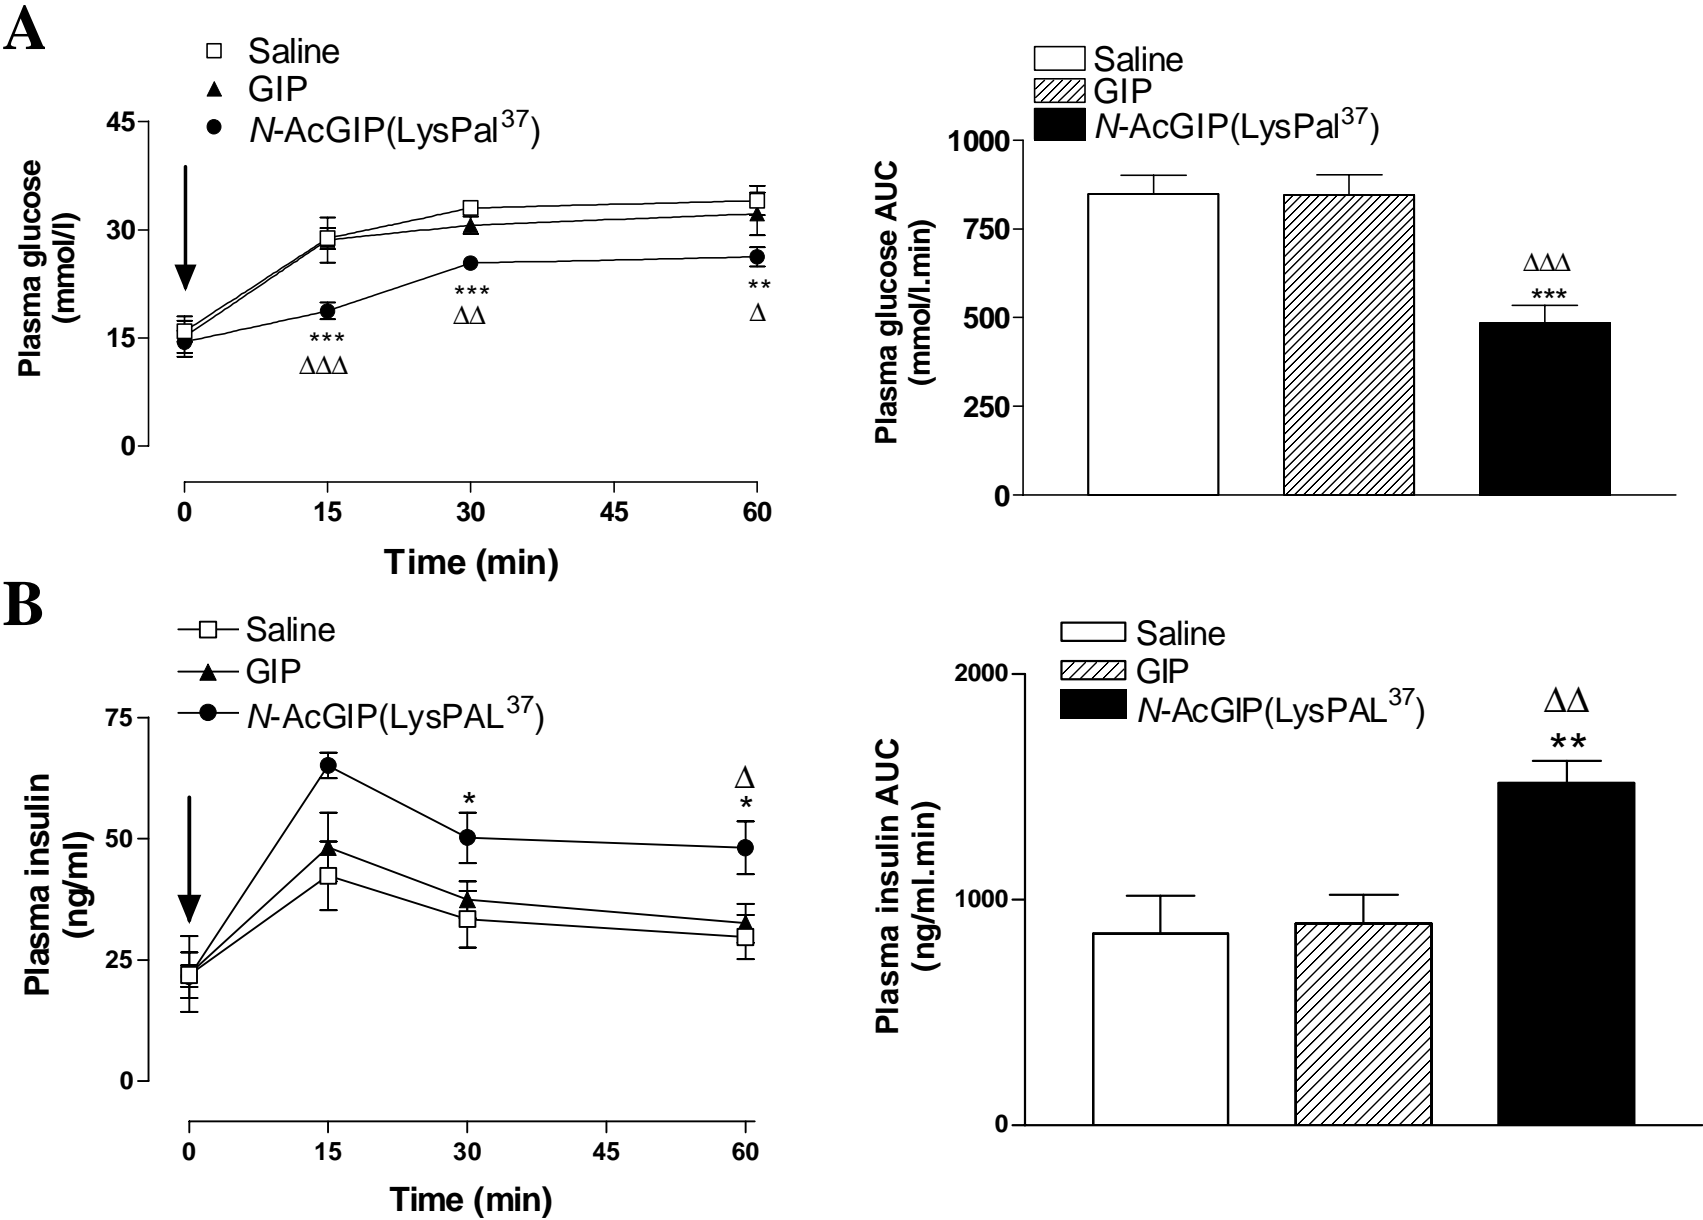 A
Saline
GIP
N-AcGIP(LysPal37)
Plasma glucose
(mmol/l)
45
30
15
0
***
ΔΔΔ
***
ΔΔ
**
Δ
0 15 30 45 60
Time (min)
Saline
GIP
N-AcGIP(LysPal37)
Plasma glucose AUC
(mmol/l.min)
1000
750
500
250
0
ΔΔΔ
***
B
Saline
GIP
N-AcGIP(LysPAL37)
Plasma insulin
(ng/ml)
75
50
25
0
*
Δ
*
0 15 30 45 60
Time (min)
Saline
GIP
N-AcGIP(LysPAL37)
Plasma insulin AUC
(ng/ml.min)
2000
1000
0
ΔΔ
**